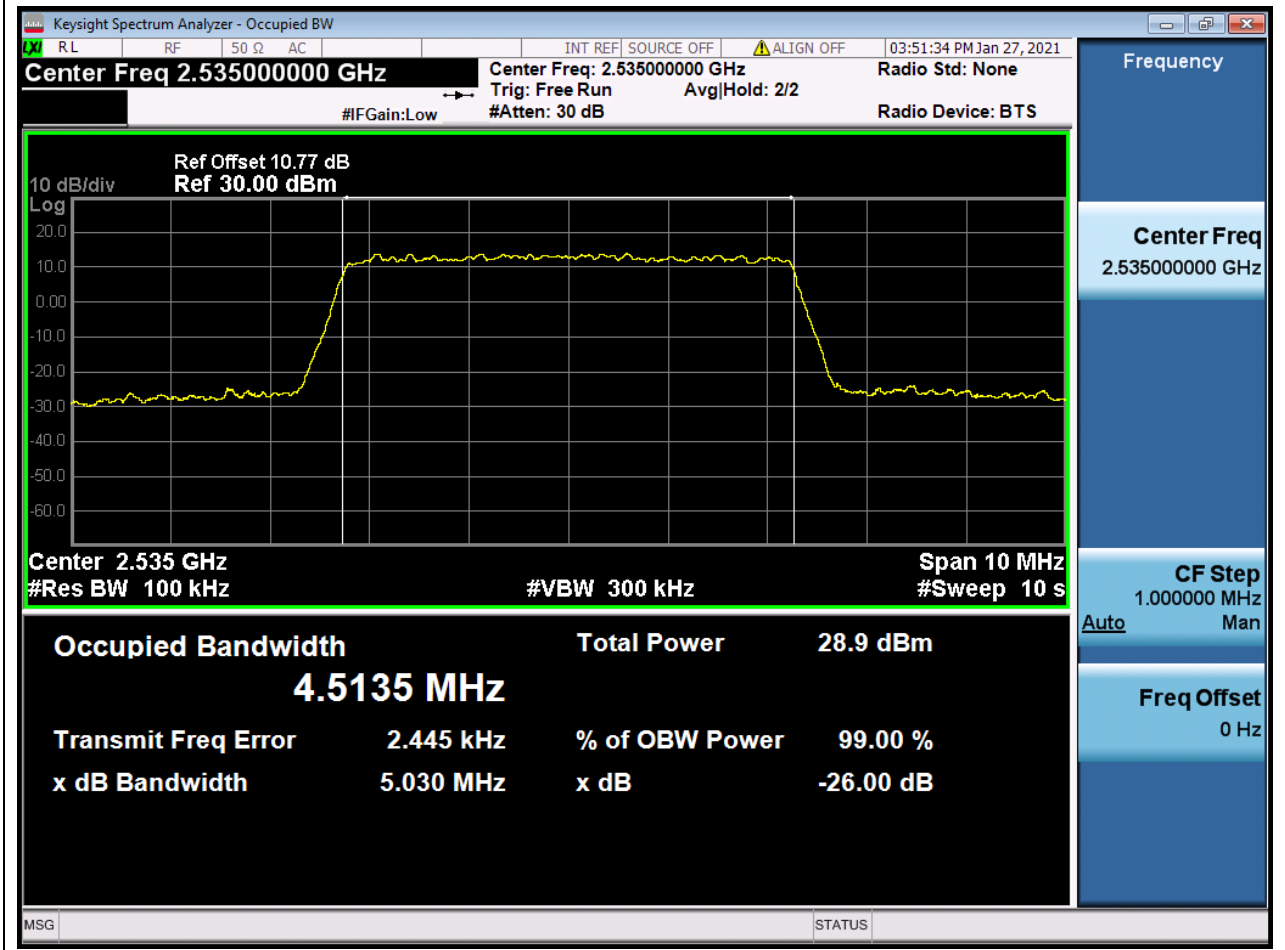 Keysight Spectrum Analyzer - Occupied BW
LXI RL RF 50 Ω AC INT REF SOURCE OFF ALIGN OFF 03:51:34 PM Jan 27, 2021
Center Freq 2.535000000 GHz
Center Freq: 2.535000000 GHz
Radio Std: None
Trig: Free Run Avg|Hold: 2/2
#IFGain:Low
#Atten: 30 dB
Radio Device: BTS
Ref Offset 10.77 dB
10 dB/div Ref 30.00 dBm
Log
20.0
10.0
0.00
-10.0
-20.0
-30.0
-40.0
-50.0
-60.0
Center 2.535 GHz Span 10 MHz
#Res BW 100 kHz #VBW 300 kHz #Sweep 10 s
Occupied Bandwidth
4.5135 MHz
Total Power 28.9 dBm
Transmit Freq Error 2.445 kHz % of OBW Power 99.00 %
x dB Bandwidth 5.030 MHz x dB -26.00 dB
Frequency
Center Freq
2.535000000 GHz
CF Step
1.000000 MHz
Auto Man
Freq Offset
0 Hz
MSG STATUS